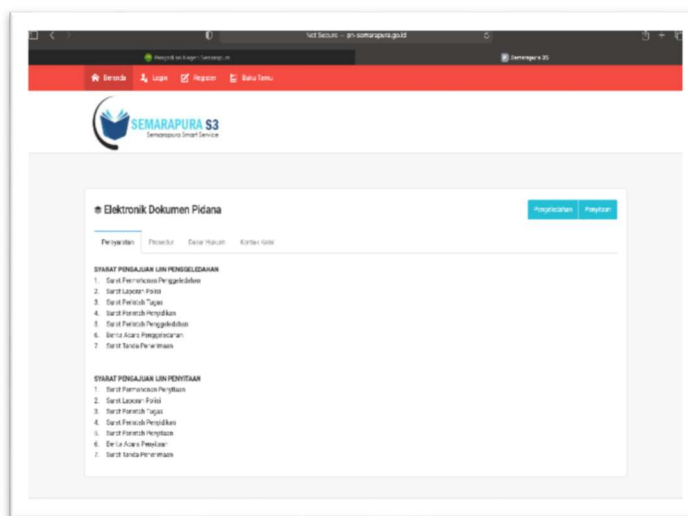 Not Secure — pn-semarapura.go.id
Semarapura S3
Beranda Login Register Buku Tamu
SEMARAPURA S3
Semarapura Smart Service
Elektronik Dokumen Pidana
Penggeledahan Penyitaan
Persyaratan Prosedur Dasar Hukum Kontak Kami
SYARAT PENGAJUAN IJIN PENGGELEDAHAN
1. Surat Permohonan Penggeledahan
2. Surat Laporan Polisi
3. Surat Perintah Tugas
4. Surat Perintah Penyidikan
5. Surat Perintah Penggeledahan
6. Berita Acara Penggeledahan
7. Surat Tanda Penerimaan
SYARAT PENGAJUAN IJIN PENYITAAN
1. Surat Permohonan Penyitaan
2. Surat Laporan Polisi
3. Surat Perintah Tugas
4. Surat Perintah Penyidikan
5. Surat Perintah Penyitaan
6. Berita Acara Penyitaan
7. Surat Tanda Penerimaan